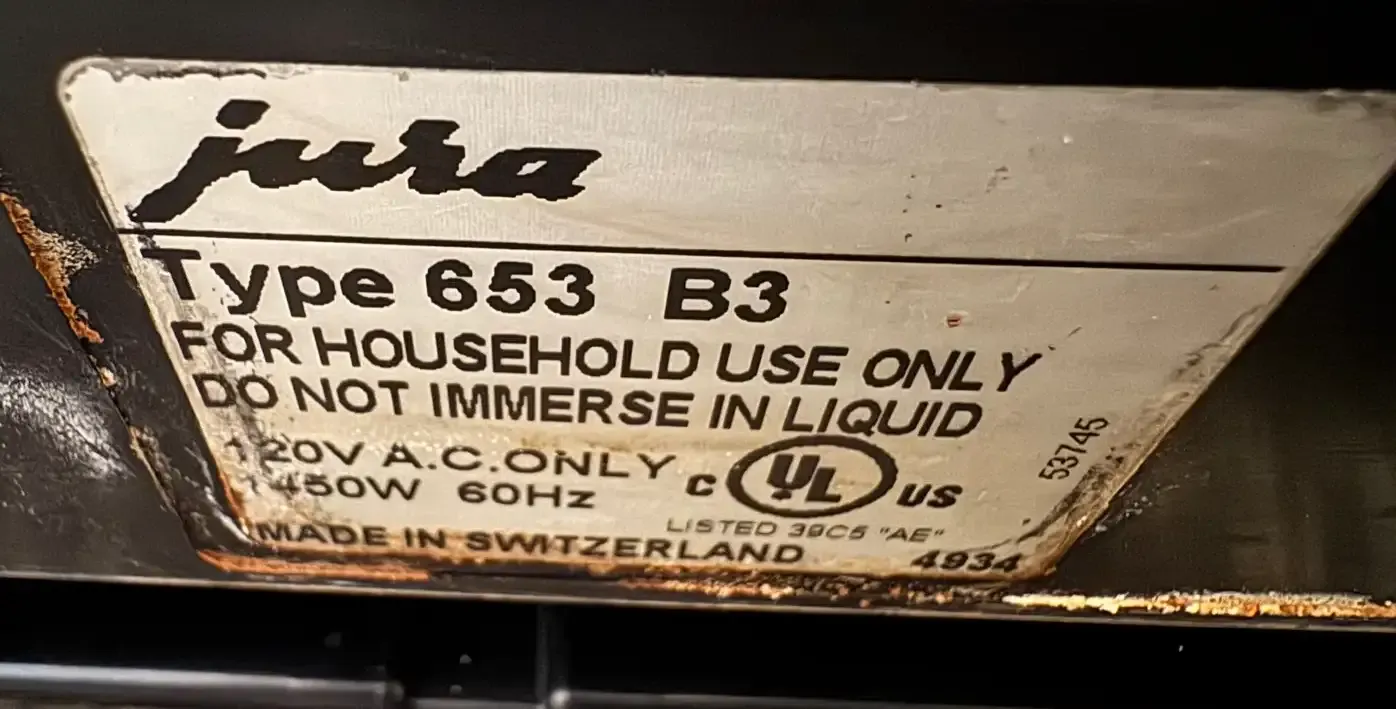 jura
Type 653 B3
FOR HOUSEHOLD USE ONLY
DO NOT IMMERSE IN LIQUID
120V A.C.ONLY
1450W 60Hz
C UL US
LISTED 39C5 "AE"
MADE IN SWITZERLAND
4934
53745